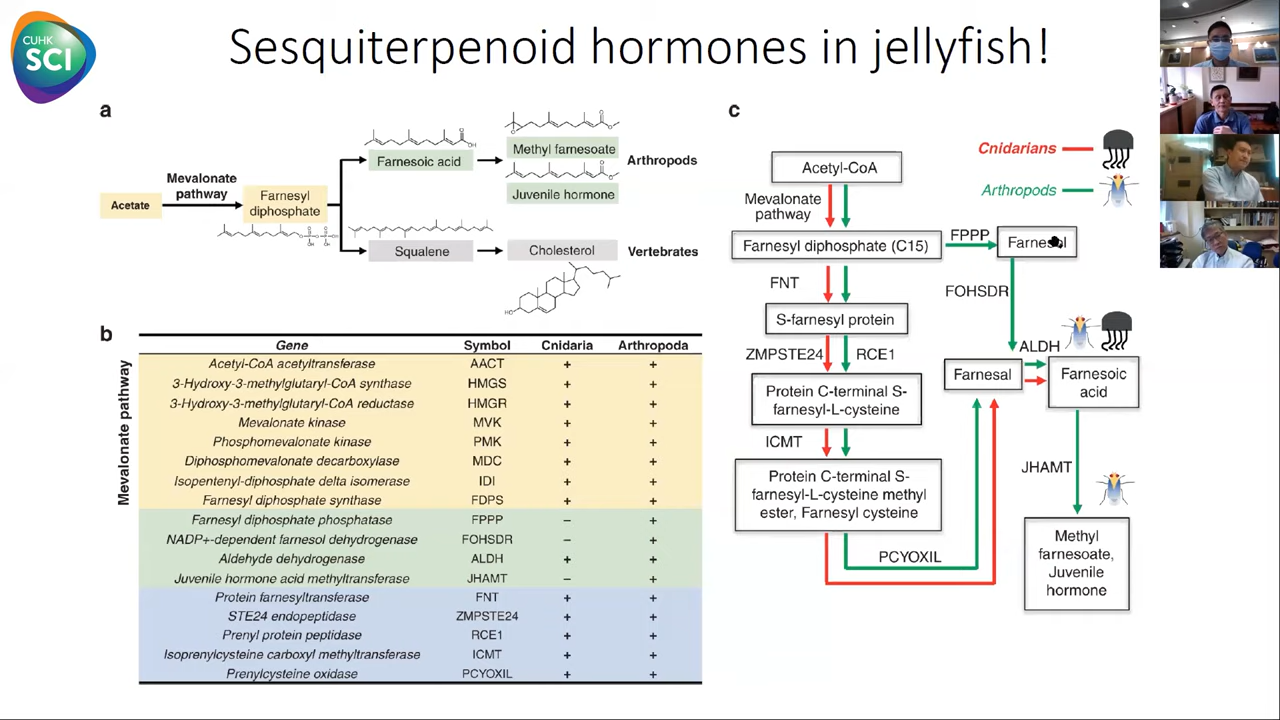 CUHK
SCI
Sesquiterpenoid hormones in jellyfish!
a
Acetate
Mevalonate
pathway
Farnesyl
diphosphate
Farnesoic acid
Methyl farnesoate
Juvenile hormone
Arthropods
Squalene
Cholesterol
Vertebrates
b
Mevalonate pathway
Gene Symbol Cnidaria Arthropoda
Acetyl-CoA acetyltransferase AACT + +
3-Hydroxy-3-methylglutaryl-CoA synthase HMGS + +
3-Hydroxy-3-methylglutaryl-CoA reductase HMGR + +
Mevalonate kinase MVK + +
Phosphomevalonate kinase PMK + +
Diphosphomevalonate decarboxylase MDC + +
Isopentenyl-diphosphate delta isomerase IDI + +
Farnesyl diphosphate synthase FDPS + +
Farnesyl diphosphate phosphatase FPPP – +
NADP+-dependent farnesol dehydrogenase FOHSDR – +
Aldehyde dehydrogenase ALDH + +
Juvenile hormone acid methyltransferase JHAMT – +
Protein farnesyltransferase FNT + +
STE24 endopeptidase ZMPSTE24 + +
Prenyl protein peptidase RCE1 + +
Isoprenylcysteine carboxyl methyltransferase ICMT + +
Prenylcysteine oxidase PCYOXIL + +
c
Cnidarians
Arthropods
Acetyl-CoA
Mevalonate
pathway
Farnesyl diphosphate (C15)
FPPP
Farnesol
FNT
FOHSDR
S-farnesyl protein
ZMPSTE24
RCE1
ALDH
Farnesal
Farnesoic
acid
Protein C-terminal S-
farnesyl-L-cysteine
ICMT
Protein C-terminal S-
farnesyl-L-cysteine methyl
ester, Farnesyl cysteine
JHAMT
PCYOXIL
Methyl
farnesoate,
Juvenile
hormone